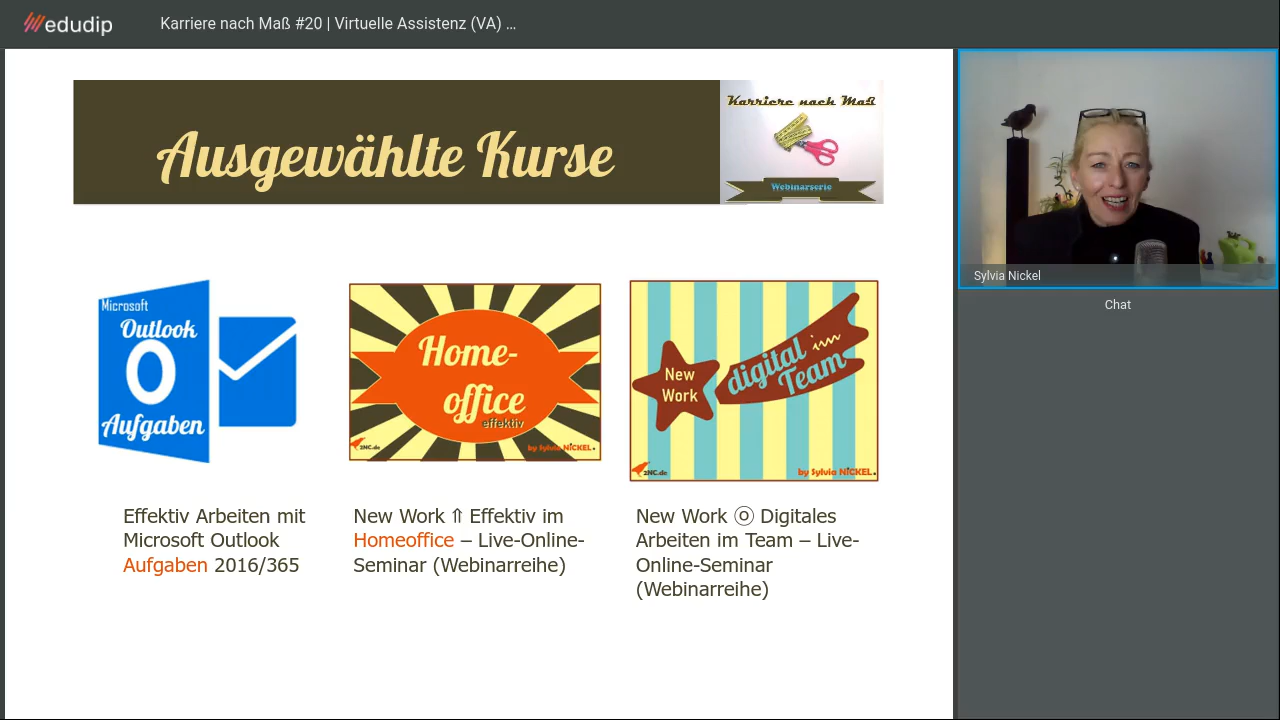 edudip
Karriere nach Maß #20 | Virtuelle Assistenz (VA) …
Ausgewählte Kurse
Karriere nach Maß
Webinarserie
Microsoft
Outlook
O
Aufgaben
Home-
office
effektiv
2NC.de
by Sylvia NiCKEL.
New
Work
digital im
Team
2NC.de
by Sylvia NiCKEL.
Effektiv Arbeiten mit
Microsoft Outlook
Aufgaben 2016/365
New Work ⇑ Effektiv im
Homeoffice – Live-Online-
Seminar (Webinarreihe)
New Work ⓞ Digitales
Arbeiten im Team – Live-
Online-Seminar
(Webinarreihe)
Sylvia Nickel
Chat